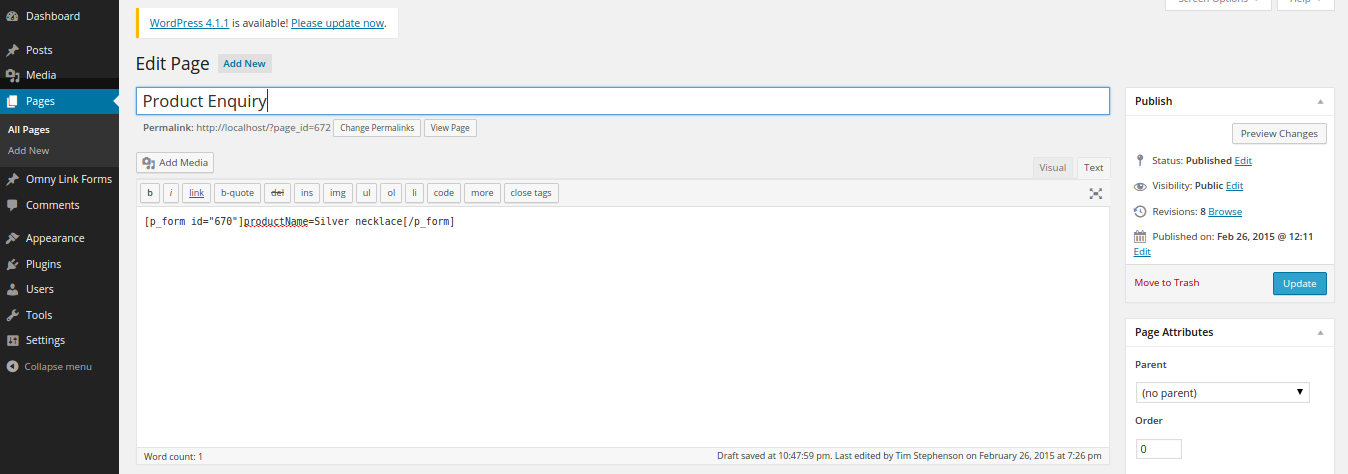 Screen Options Help
WordPress 4.1.1 is available! Please update now.
Dashboard
Posts
Media
Pages
All Pages
Add New
Omny Link Forms
Comments
Appearance
Plugins
Users
Tools
Settings
Collapse menu
Edit Page Add New
Product Enquiry
Permalink: http://localhost/?page_id=672 Change Permalinks View Page
Add Media
Visual Text
b i link b-quote del ins img ul ol li code more close tags
[p_form id="670"]productName=Silver necklace[/p_form]
Word count: 1
Draft saved at 10:47:59 pm. Last edited by Tim Stephenson on February 26, 2015 at 7:26 pm
Publish
Preview Changes
Status: Published Edit
Visibility: Public Edit
Revisions: 8 Browse
Published on: Feb 26, 2015 @ 12:11
Edit
Move to Trash Update
Page Attributes
Parent
(no parent)
Order
0